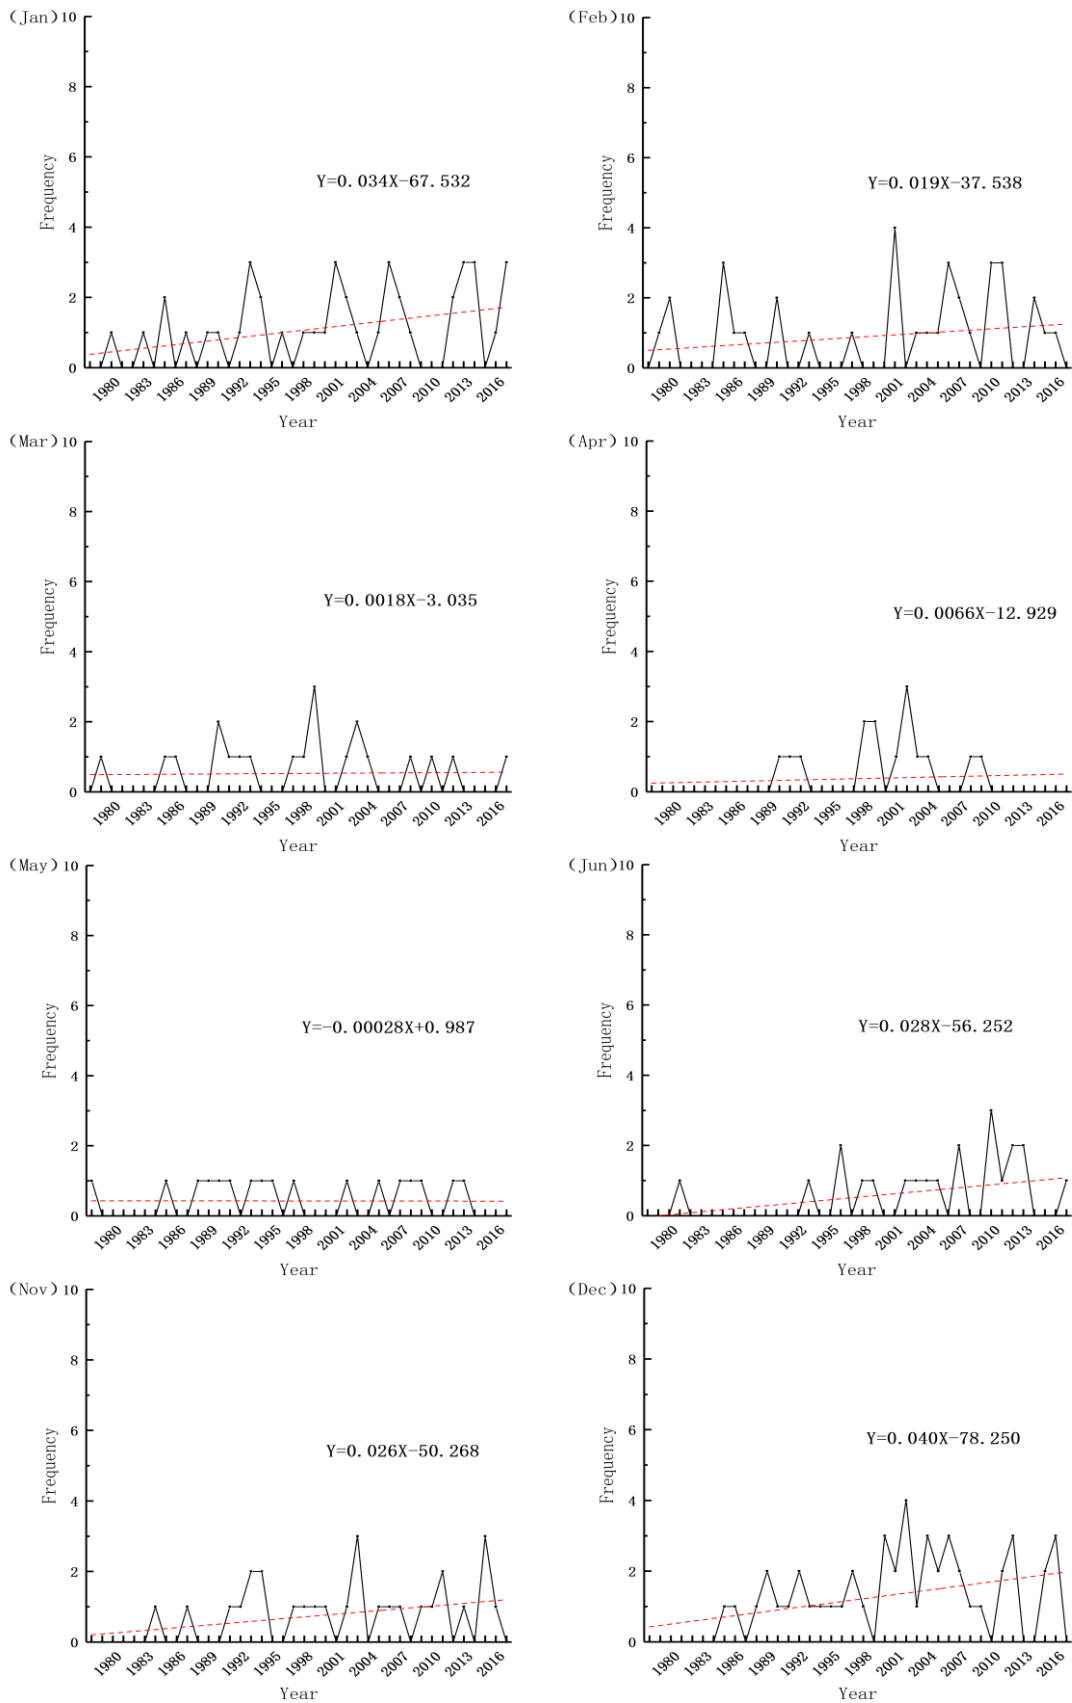 (Jan) 10
8
6
4
2
0
Frequency
Y=0.034X-67.532
1980 1983 1986 1989 1992 1995 1998 2001 2004 2007 2010 2013 2016
Year
(Feb) 10
8
6
4
2
0
Frequency
Y=0.019X-37.538
1980 1983 1986 1989 1992 1995 1998 2001 2004 2007 2010 2013 2016
Year
(Mar) 10
8
6
4
2
0
Frequency
Y=0.0018X-3.035
1980 1983 1986 1989 1992 1995 1998 2001 2004 2007 2010 2013 2016
Year
(Apr) 10
8
6
4
2
0
Frequency
Y=0.0066X-12.929
1980 1983 1986 1989 1992 1995 1998 2001 2004 2007 2010 2013 2016
Year
(May) 10
8
6
4
2
0
Frequency
Y=-0.00028X+0.987
1980 1983 1986 1989 1992 1995 1998 2001 2004 2007 2010 2013 2016
Year
(Jun) 10
8
6
4
2
0
Frequency
Y=0.028X-56.252
1980 1983 1986 1989 1992 1995 1998 2001 2004 2007 2010 2013 2016
Year
(Nov) 10
8
6
4
2
0
Frequency
Y=0.026X-50.268
1980 1983 1986 1989 1992 1995 1998 2001 2004 2007 2010 2013 2016
Year
(Dec) 10
8
6
4
2
0
Frequency
Y=0.040X-78.250
1980 1983 1986 1989 1992 1995 1998 2001 2004 2007 2010 2013 2016
Year